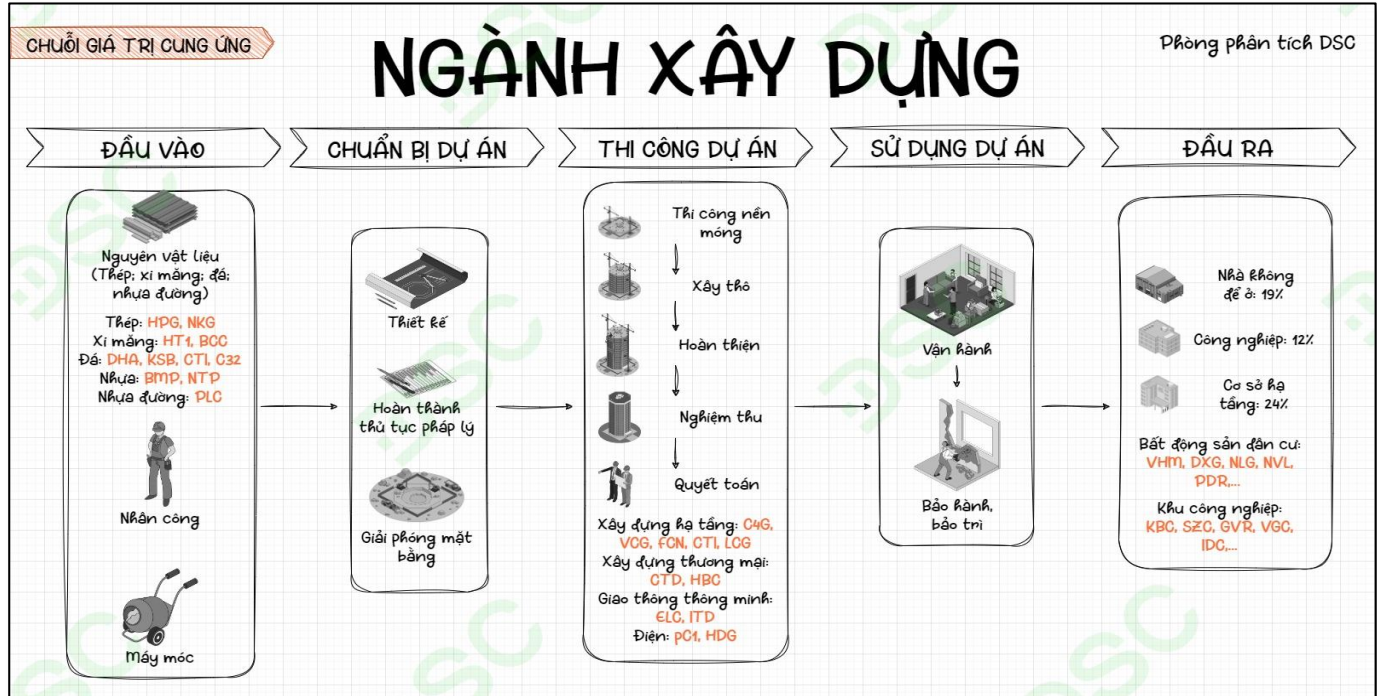 CHUỖI GIÁ TRỊ CUNG ỨNG
NGÀNH XÂY DỰNG
Phòng phân tích DSC
ĐẦU VÀO
Nguyên vật liệu
(Thép; xi măng; đá;
nhựa đường)
Thép: HPG, NKG
Xi măng: HT1, BCC
Đá: DHA, KSB, CTI, C32
Nhựa: BMP, NTP
Nhựa đường: PLC
Nhân công
Máy móc
CHUẨN BỊ DỰ ÁN
Thiết kế
Hoàn thành
thủ tục pháp lý
Giải phóng mặt
bằng
THI CÔNG DỰ ÁN
Thi công nền
móng
Xây thô
Hoàn thiện
Nghiệm thu
Quyết toán
Xây dựng hạ tầng: C4G,
VCG, FCN, CTI, LCG
Xây dựng thương mại:
CTD, HBC
Giao thông thông minh:
ELC, ITD
Điện: PC1, HDG
SỬ DỤNG DỰ ÁN
Vận hành
Bảo hành,
bảo trì
ĐẦU RA
Nhà không
để ở: 19%
Công nghiệp: 12%
Cơ sở hạ
tầng: 24%
Bất động sản dân cư:
VHM, DXG, NLG, NVL,
PDR,...
Khu công nghiệp:
KBC, SZC, GVR, VGC,
IDC,...
DSC
DSC
DSC
DSC
DSC